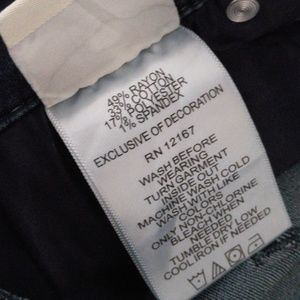 49% RAYON
33% COTTON
17% POLYESTER
1% SPANDEX
EXCLUSIVE OF DECORATION
RN 12167
WASH BEFORE
WEARING
TURN GARMENT
INSIDE OUT
MACHINE WASH COLD
WASH WITH
LIKE COLORS
ONLY NON-CHLORINE
BLEACH WHEN
NEEDED
TUMBLE DRY LOW
COOL IRON IF NEEDED